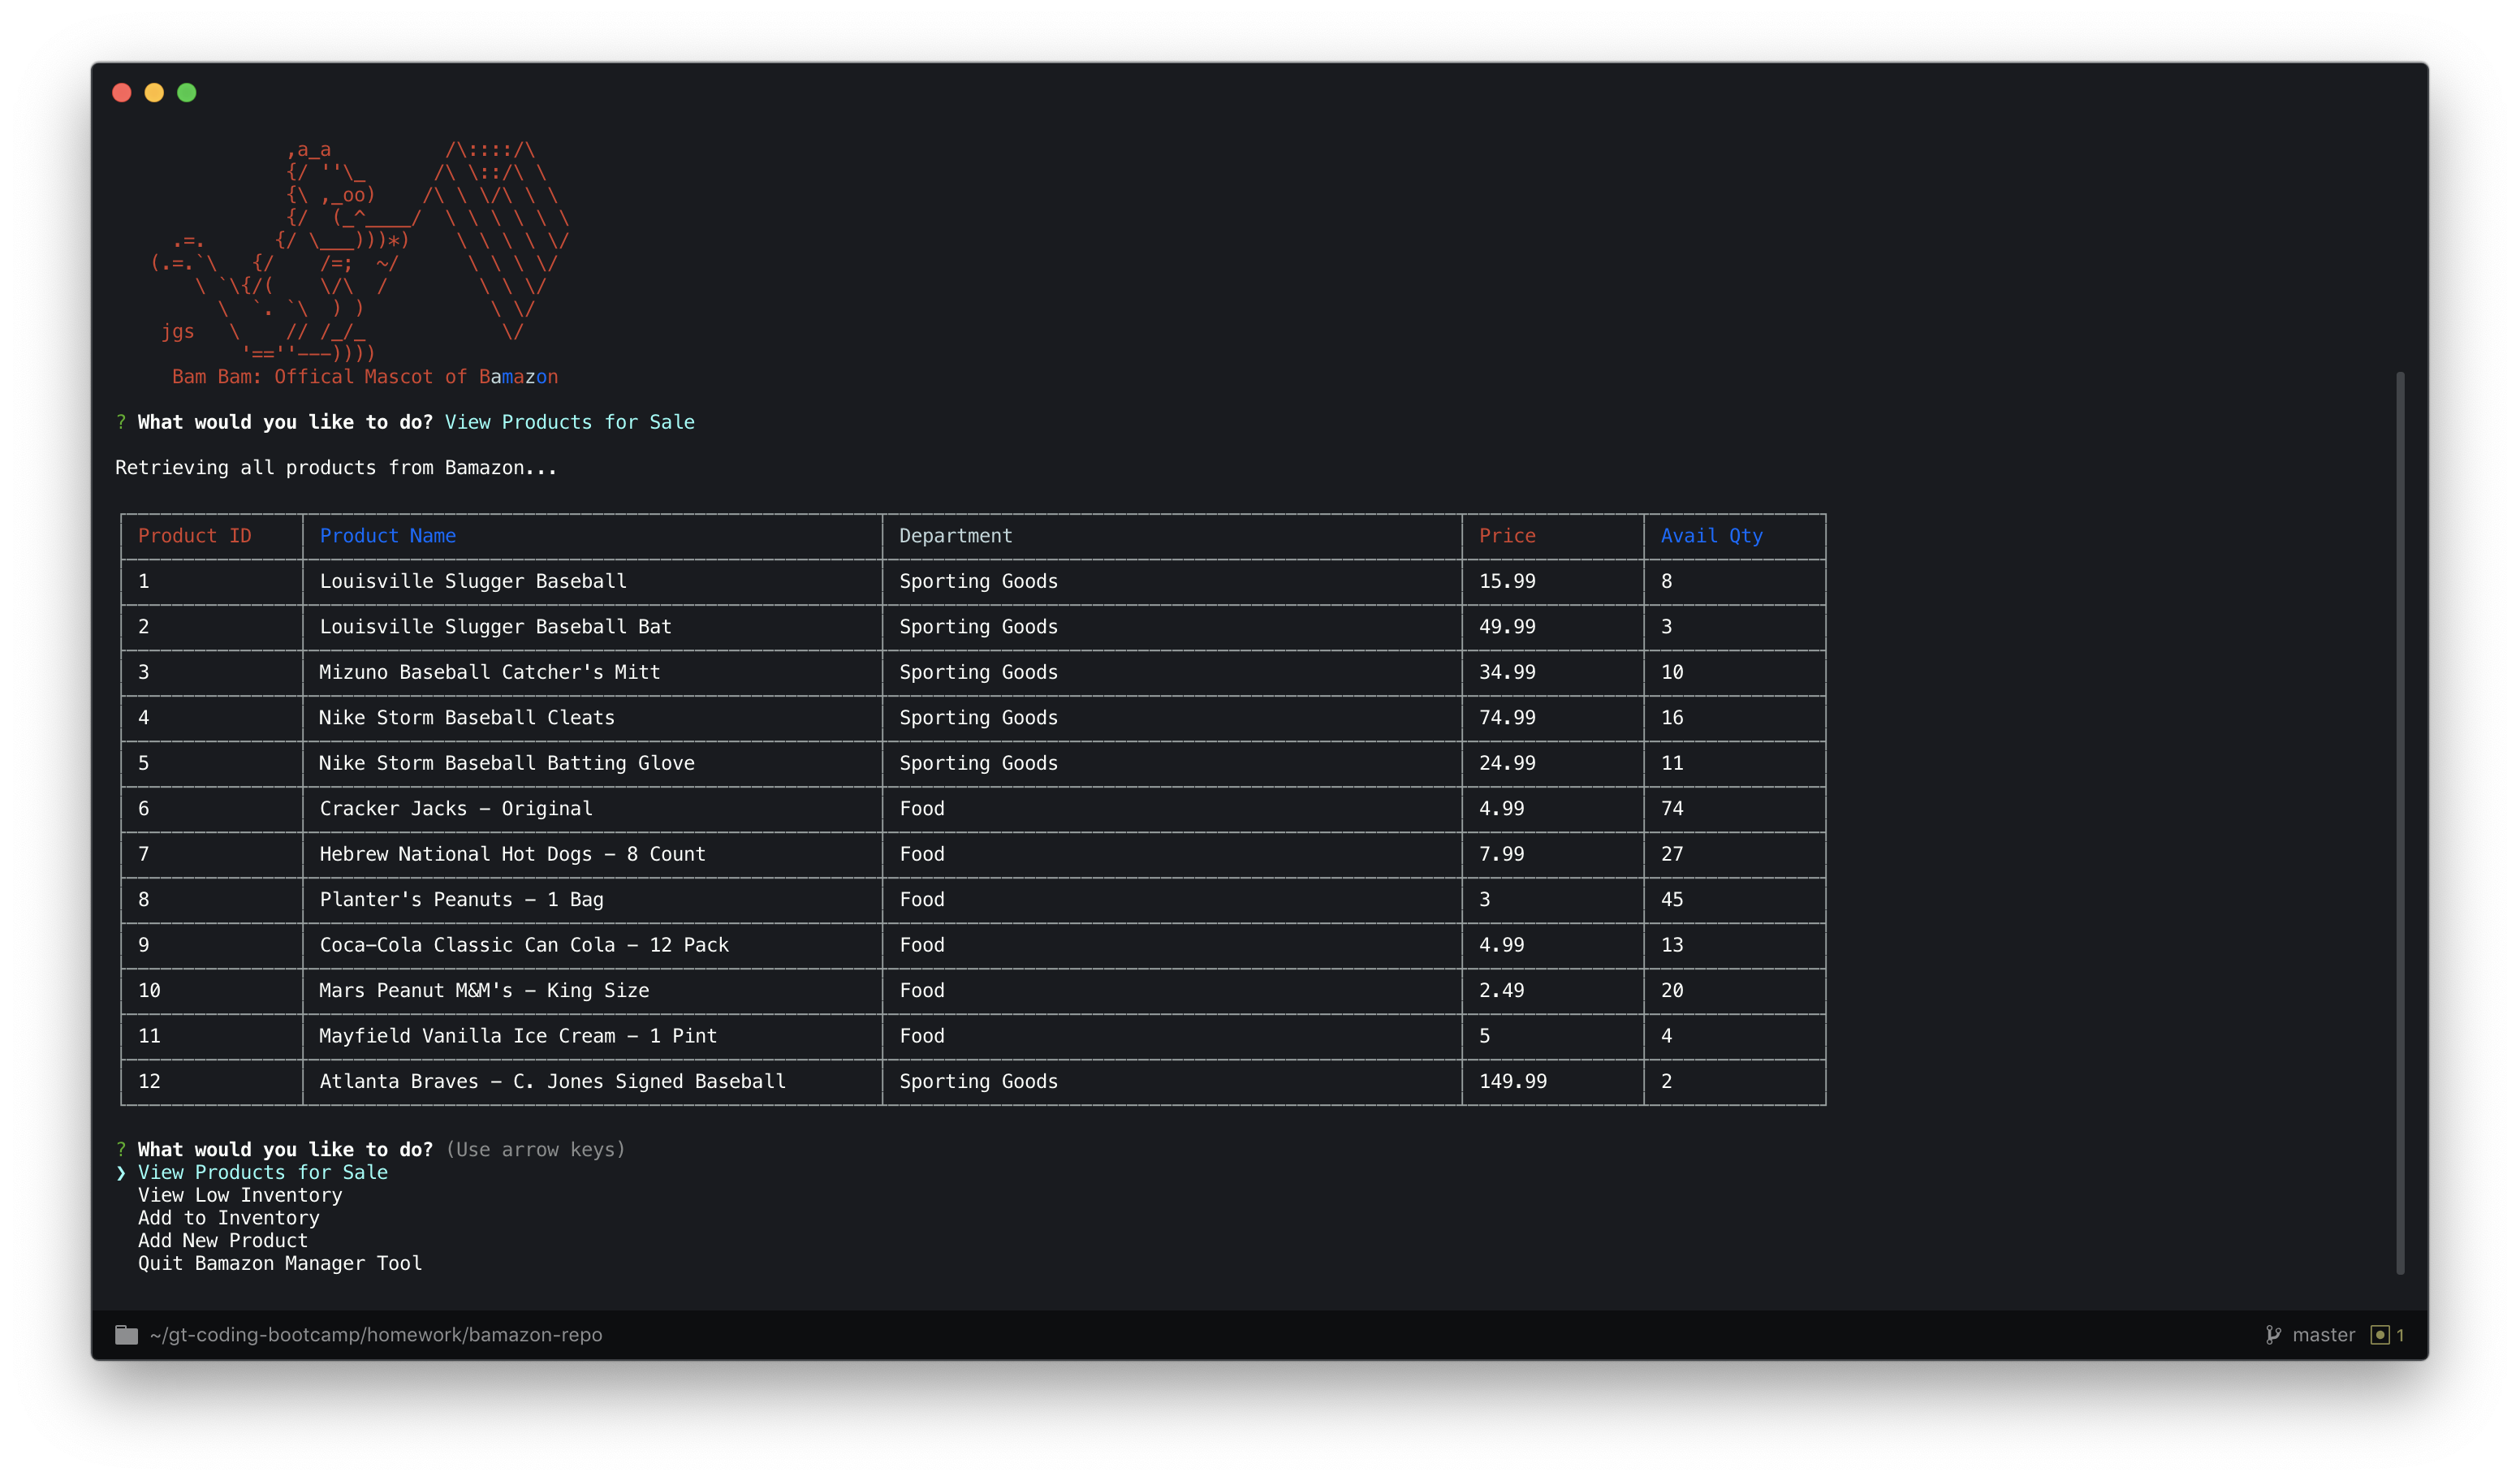 ,a_a          /\::::/\
               {/ ''\_      /\ \::/\ \
               {\ ,_oo)    /\ \ \/\ \ \
               {/  (_^____/  \ \ \ \ \ \
     .=.      {/ \___)))*)    \ \ \ \ \/
   (.=.`\   {/    /=;  ~/      \ \ \ \/
       \ `\{/(    \/\  /        \ \ \/
         \  `. `\  ) )           \ \/
    jgs   \    // /_/_            \/
           '==''---))))
Bam Bam: Offical Mascot of Bamazon
? What would you like to do? View Products for Sale
Retrieving all products from Bamazon...
Product ID Product Name Department Price Avail Qty
1 Louisville Slugger Baseball Sporting Goods 15.99 8
2 Louisville Slugger Baseball Bat Sporting Goods 49.99 3
3 Mizuno Baseball Catcher's Mitt Sporting Goods 34.99 10
4 Nike Storm Baseball Cleats Sporting Goods 74.99 16
5 Nike Storm Baseball Batting Glove Sporting Goods 24.99 11
6 Cracker Jacks - Original Food 4.99 74
7 Hebrew National Hot Dogs - 8 Count Food 7.99 27
8 Planter's Peanuts - 1 Bag Food 3 45
9 Coca-Cola Classic Can Cola - 12 Pack Food 4.99 13
10 Mars Peanut M&M's - King Size Food 2.49 20
11 Mayfield Vanilla Ice Cream - 1 Pint Food 5 4
12 Atlanta Braves - C. Jones Signed Baseball Sporting Goods 149.99 2
? What would you like to do? (Use arrow keys)
❯ View Products for Sale
View Low Inventory
Add to Inventory
Add New Product
Quit Bamazon Manager Tool
~/gt-coding-bootcamp/homework/bamazon-repo master 1